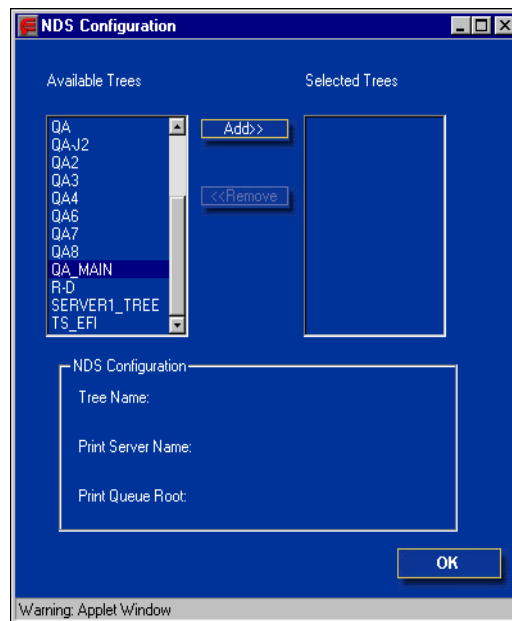 NDS Configuration
Available Trees
Selected Trees
QA
QA-J2
QA2
QA3
QA4
QA6
QA7
QA8
QA_MAIN
R-D
SERVER1_TREE
TS_EFI
Add>>
<<Remove
NDS Configuration
Tree Name:
Print Server Name:
Print Queue Root:
OK
Warning: Applet Window